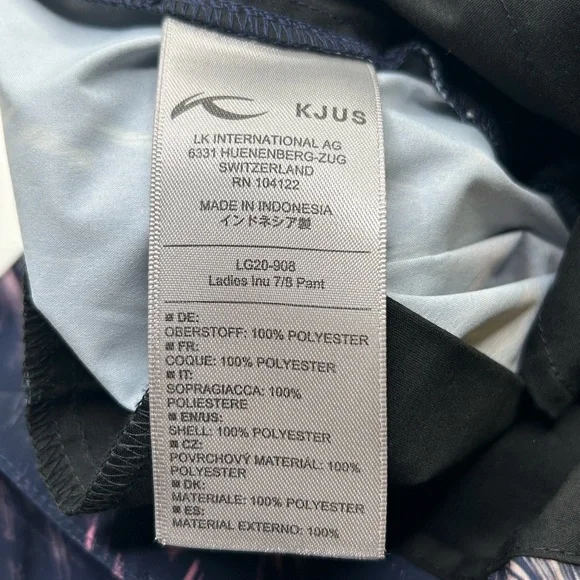 KJUS
LK INTERNATIONAL AG
6331 HUENENBERG-ZUG
SWITZERLAND
RN 104122
MADE IN INDONESIA
インドネシア製
LG20-908
Ladies Inu 7/8 Pant
■ DE:
OBERSTOFF: 100% POLYESTER
■ FR:
COQUE: 100% POLYESTER
■ IT:
SOPRAGIACCA: 100%
POLIESTERE
■ EN/US:
SHELL: 100% POLYESTER
■ CZ:
POVRCHOVÝ MATERIÁL: 100%
POLYESTER
■ DK:
MATERIALE: 100% POLYESTER
■ ES:
MATERIAL EXTERNO: 100%